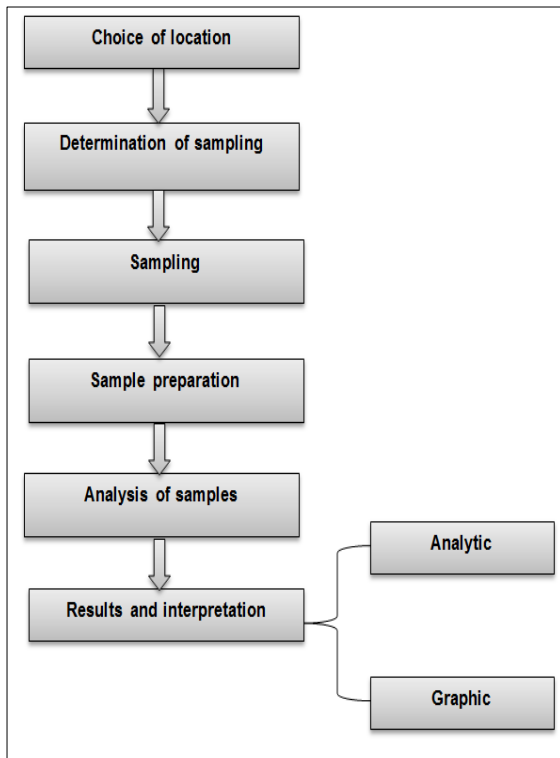 Choice of location
Determination of sampling
Sampling
Sample preparation
Analysis of samples
Results and interpretation
Analytic
Graphic